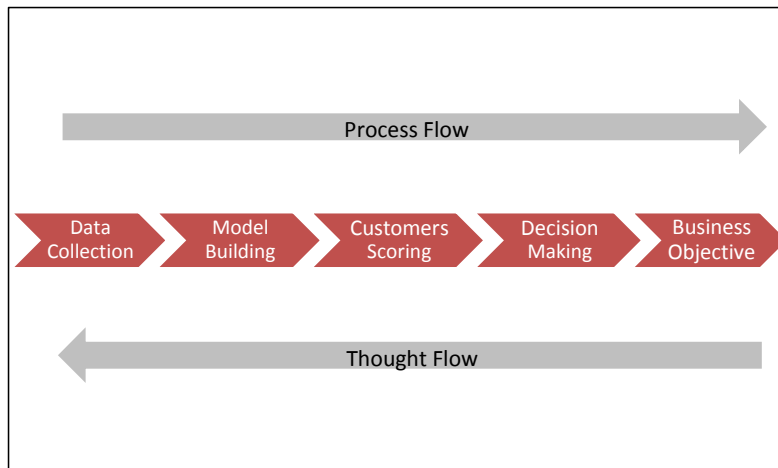 Process Flow
Data
Collection
Model
Building
Customers
Scoring
Decision
Making
Business
Objective
Thought Flow